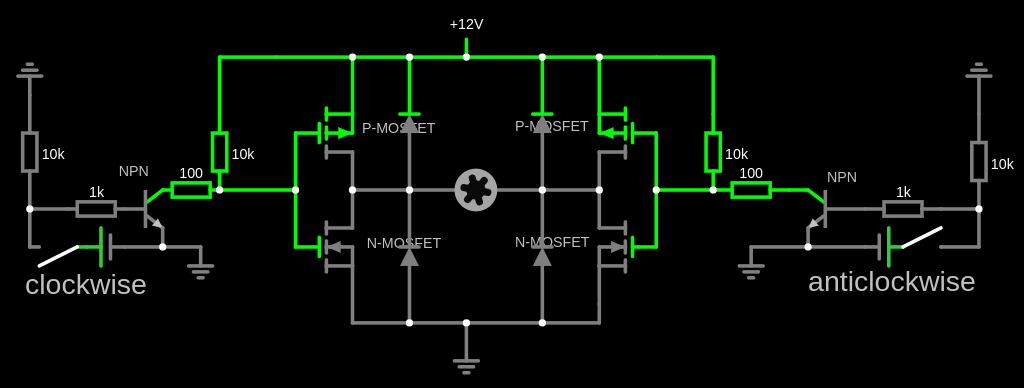 +12V
P-MOSFET
P-MOSFET
10k
10k
10k
10k
NPN
100
100
NPN
1k
1k
N-MOSFET
N-MOSFET
clockwise
anticlockwise